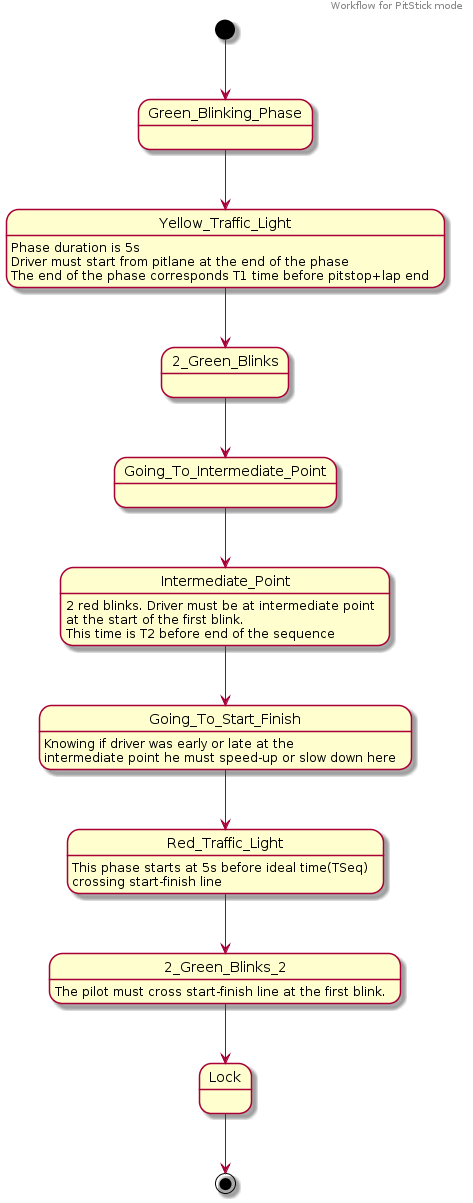 Workflow for PitStick mode
Green_Blinking_Phase
Yellow_Traffic_Light
Phase duration is 5s
Driver must start from pitlane at the end of the phase
The end of the phase corresponds T1 time before pitstop+lap end
2_Green_Blinks
Going_To_Intermediate_Point
Intermediate_Point
2 red blinks. Driver must be at intermediate point
at the start of the first blink.
This time is T2 before end of the sequence
Going_To_Start_Finish
Knowing if driver was early or late at the
intermediate point he must speed-up or slow down here
Red_Traffic_Light
This phase starts at 5s before ideal time(TSeq)
crossing start-finish line
2_Green_Blinks_2
The pilot must cross start-finish line at the first blink.
Lock